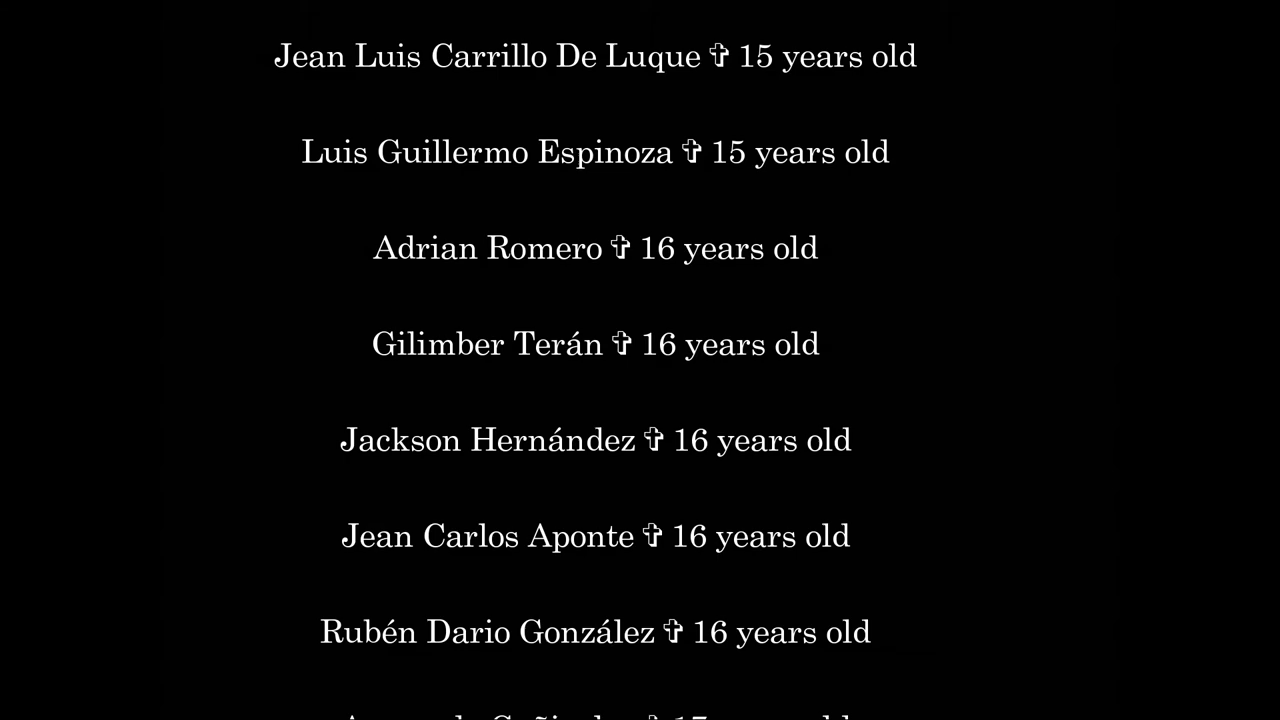 Jean Luis Carrillo De Luque ✞ 15 years old
Luis Guillermo Espinoza ✞ 15 years old
Adrian Romero ✞ 16 years old
Gilimber Terán ✞ 16 years old
Jackson Hernández ✞ 16 years old
Jean Carlos Aponte ✞ 16 years old
Rubén Dario González ✞ 16 years old